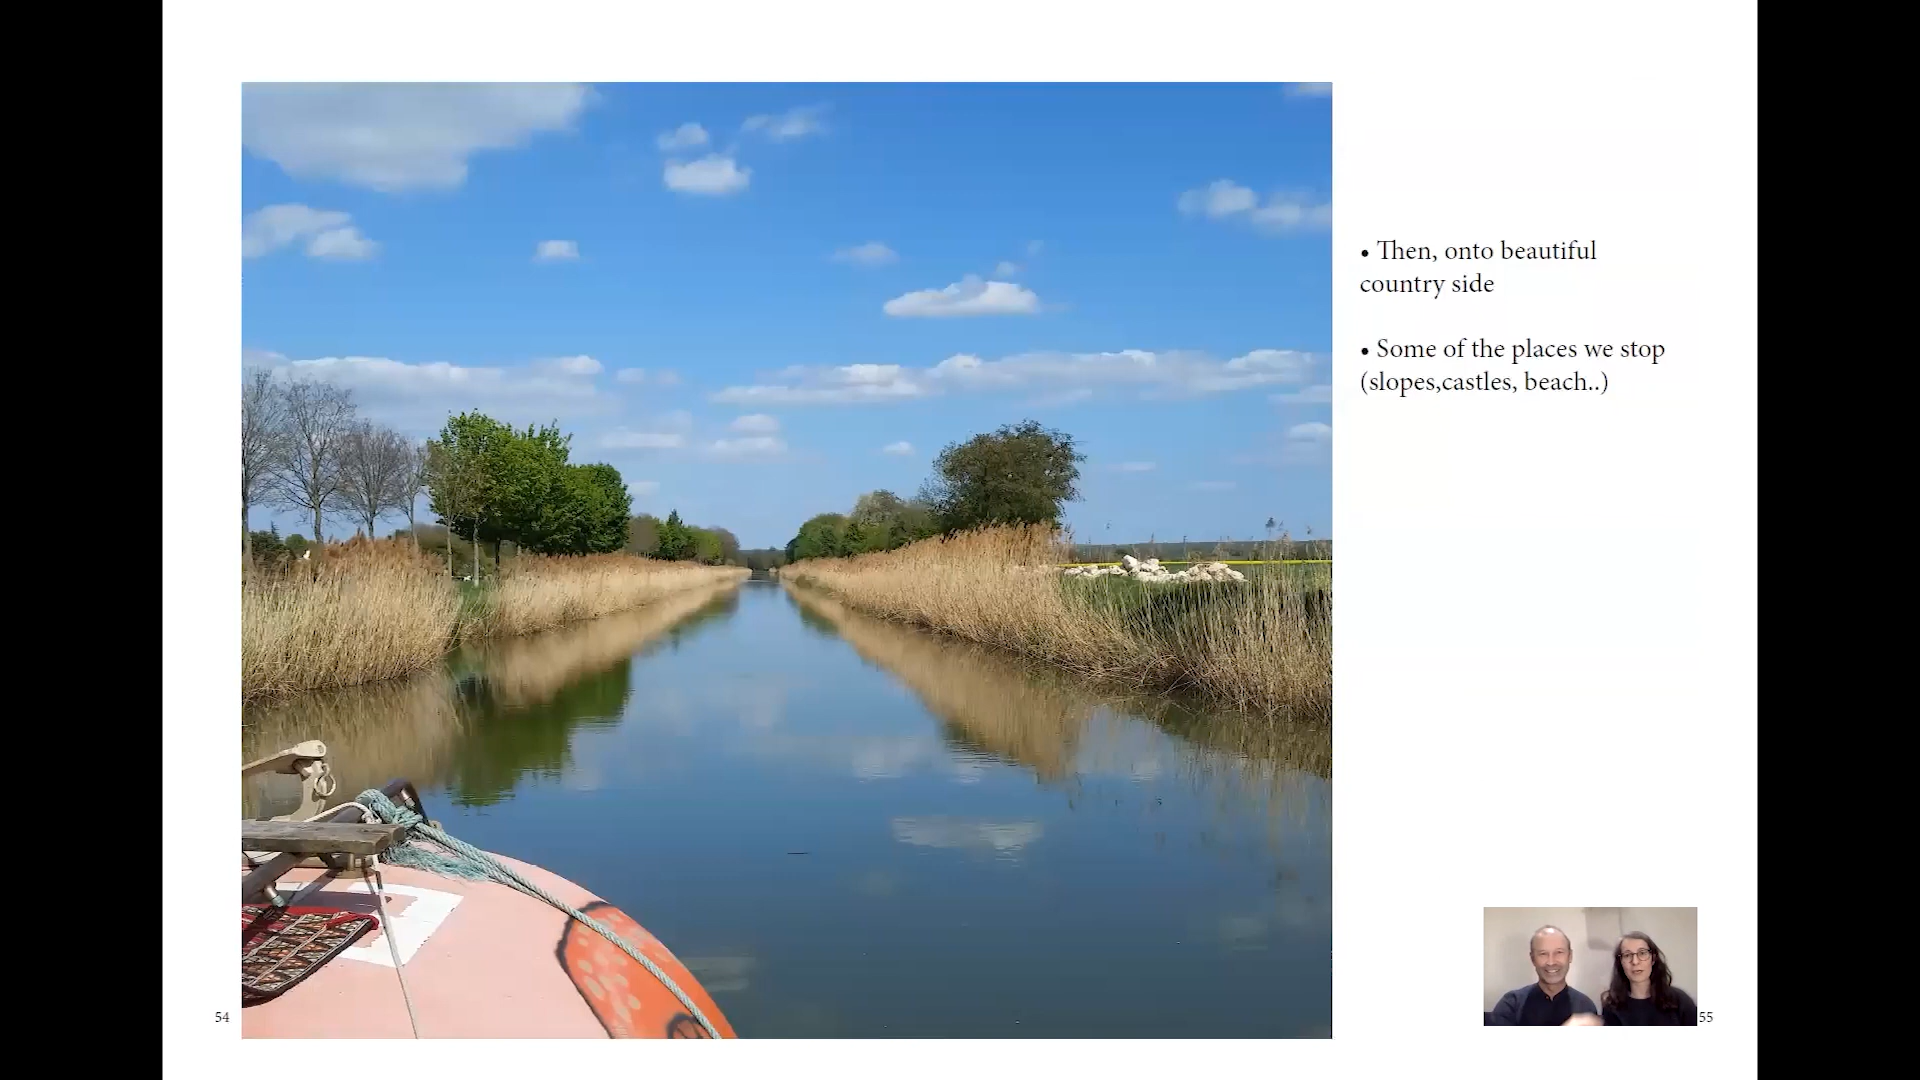 • Then, onto beautiful
country side
• Some of the places we stop
(slopes,castles, beach..)
54
55